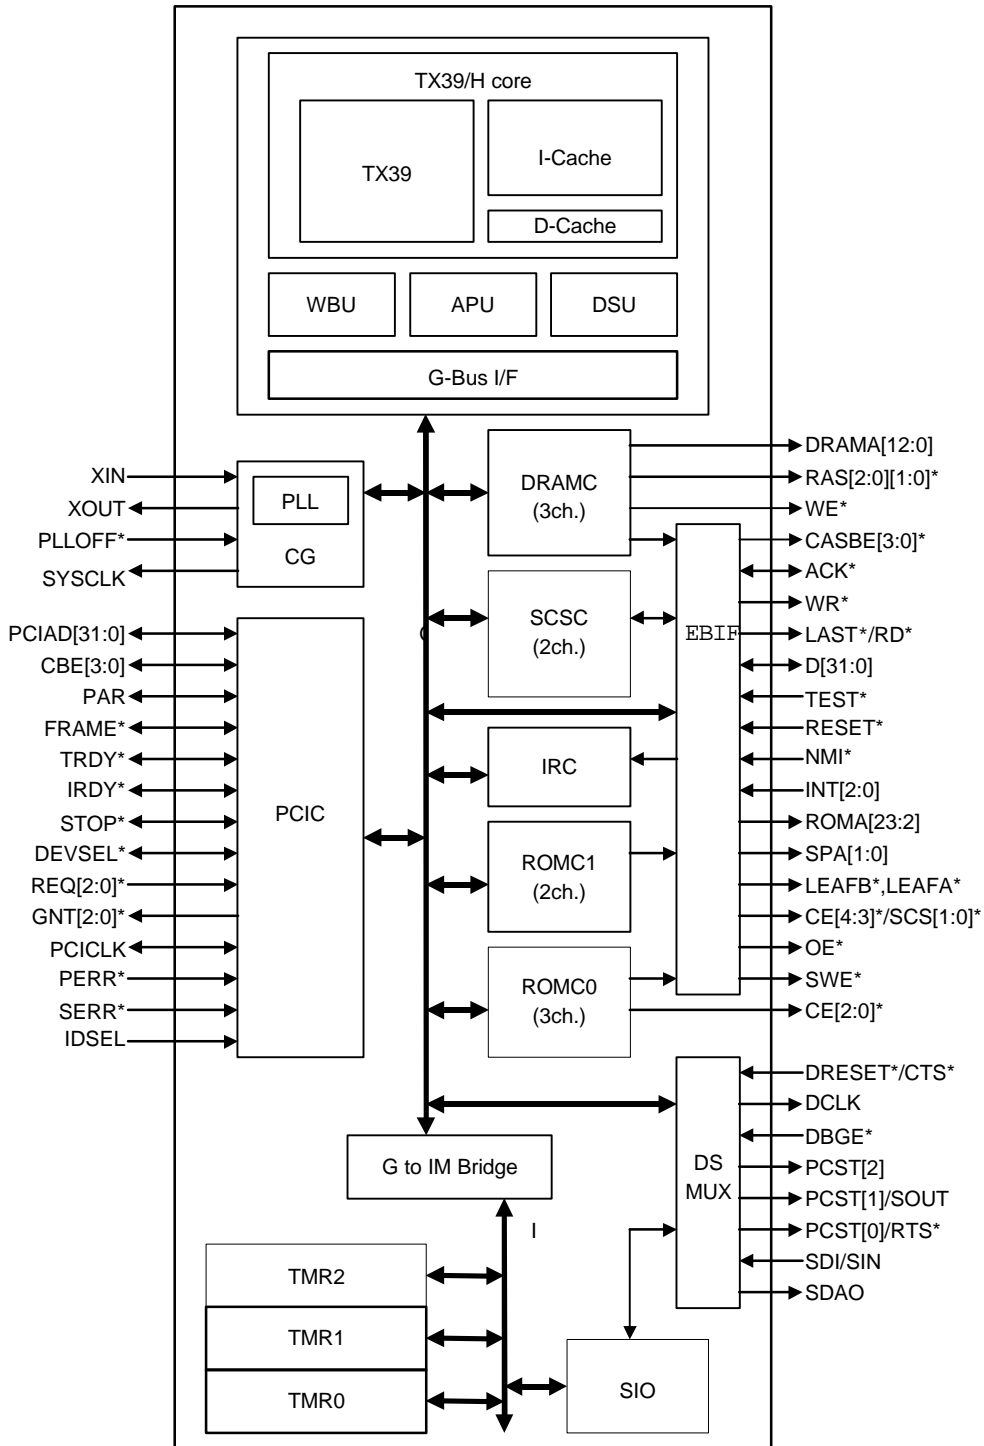 TX39/H core
TX39
I-Cache
D-Cache
WBU
APU
DSU
G-Bus I/F
XIN
XOUT
PLLOFF*
SYSCLK
PLL
CG
PCIAD[31:0]
CBE[3:0]
PAR
FRAME*
TRDY*
IRDY*
STOP*
DEVSEL*
REQ[2:0]*
GNT[2:0]*
PCICLK
PERR*
SERR*
IDSEL
PCIC
DRAMC
(3ch.)
SCSC
(2ch.)
IRC
ROMC1
(2ch.)
ROMC0
(3ch.)
EBIF
DRAMA[12:0]
RAS[2:0][1:0]*
WE*
CASBE[3:0]*
ACK*
WR*
LAST*/RD*
D[31:0]
TEST*
RESET*
NMI*
INT[2:0]
ROMA[23:2]
SPA[1:0]
LEAFB*,LEAFA*
CE[4:3]*/SCS[1:0]*
OE*
SWE*
CE[2:0]*
DRESET*/CTS*
DCLK
DBGE*
PCST[2]
PCST[1]/SOUT
PCST[0]/RTS*
SDI/SIN
SDAO
DS
MUX
G to IM Bridge
I
TMR2
TMR1
TMR0
SIO